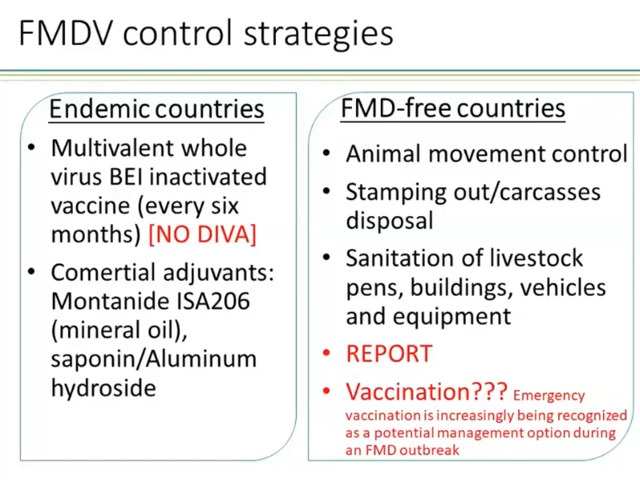 FMDV control strategies
Endemic countries
• Multivalent whole
virus BEI inactivated
vaccine (every six
months) [NO DIVA]
• Comertial adjuvants:
Montanide ISA206
(mineral oil),
saponin/Aluminum
hydroside
FMD-free countries
• Animal movement control
• Stamping out/carcasses
disposal
• Sanitation of livestock
pens, buildings, vehicles
and equipment
• REPORT
• Vaccination??? Emergency
vaccination is increasingly being recognized
as a potential management option during
an FMD outbreak